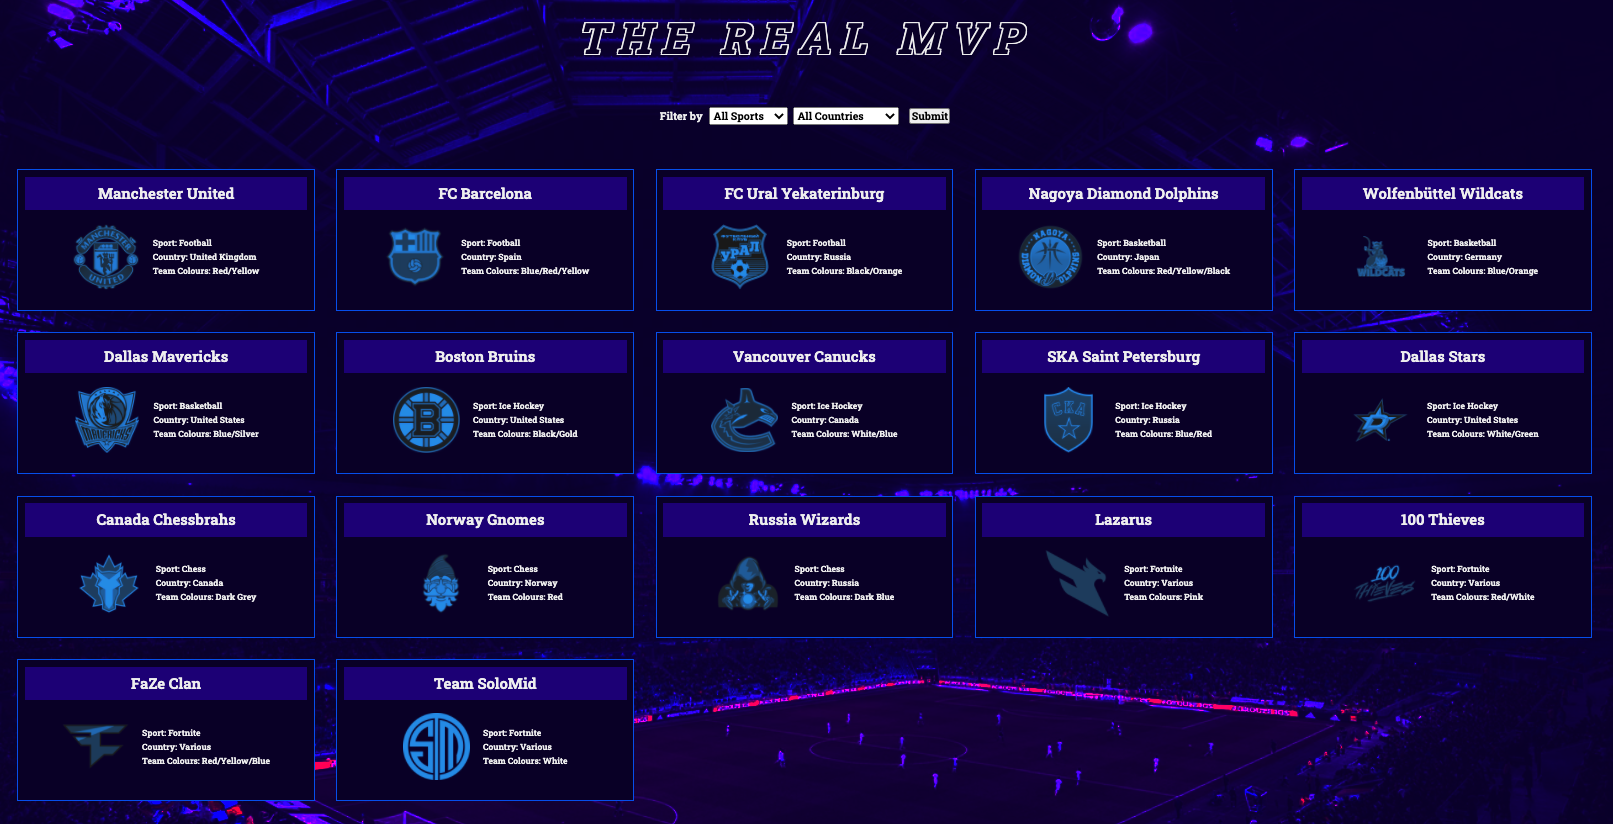 THE REAL MVP
Filter by All Sports All Countries Submit
Manchester United
MANCHESTER
UNITED
Sport: Football
Country: United Kingdom
Team Colours: Red/Yellow
FC Barcelona
Sport: Football
Country: Spain
Team Colours: Blue/Red/Yellow
FC Ural Yekaterinburg
УРАЛ
Sport: Football
Country: Russia
Team Colours: Black/Orange
Nagoya Diamond Dolphins
NAGOYA
Sport: Basketball
Country: Japan
Team Colours: Red/Yellow/Black
Wolfenbüttel Wildcats
WILDCATS
Sport: Basketball
Country: Germany
Team Colours: Blue/Orange
Dallas Mavericks
Sport: Basketball
Country: United States
Team Colours: Blue/Silver
Boston Bruins
B
Sport: Ice Hockey
Country: United States
Team Colours: Black/Gold
Vancouver Canucks
Sport: Ice Hockey
Country: Canada
Team Colours: White/Blue
SKA Saint Petersburg
СКА
Sport: Ice Hockey
Country: Russia
Team Colours: Blue/Red
Dallas Stars
D
Sport: Ice Hockey
Country: United States
Team Colours: White/Green
Canada Chessbrahs
Sport: Chess
Country: Canada
Team Colours: Dark Grey
Norway Gnomes
Sport: Chess
Country: Norway
Team Colours: Red
Russia Wizards
Sport: Chess
Country: Russia
Team Colours: Dark Blue
Lazarus
Sport: Fortnite
Country: Various
Team Colours: Pink
100 Thieves
100
THIEVES
Sport: Fortnite
Country: Various
Team Colours: Red/White
FaZe Clan
Sport: Fortnite
Country: Various
Team Colours: Red/Yellow/Blue
Team SoloMid
TSM
Sport: Fortnite
Country: Various
Team Colours: White